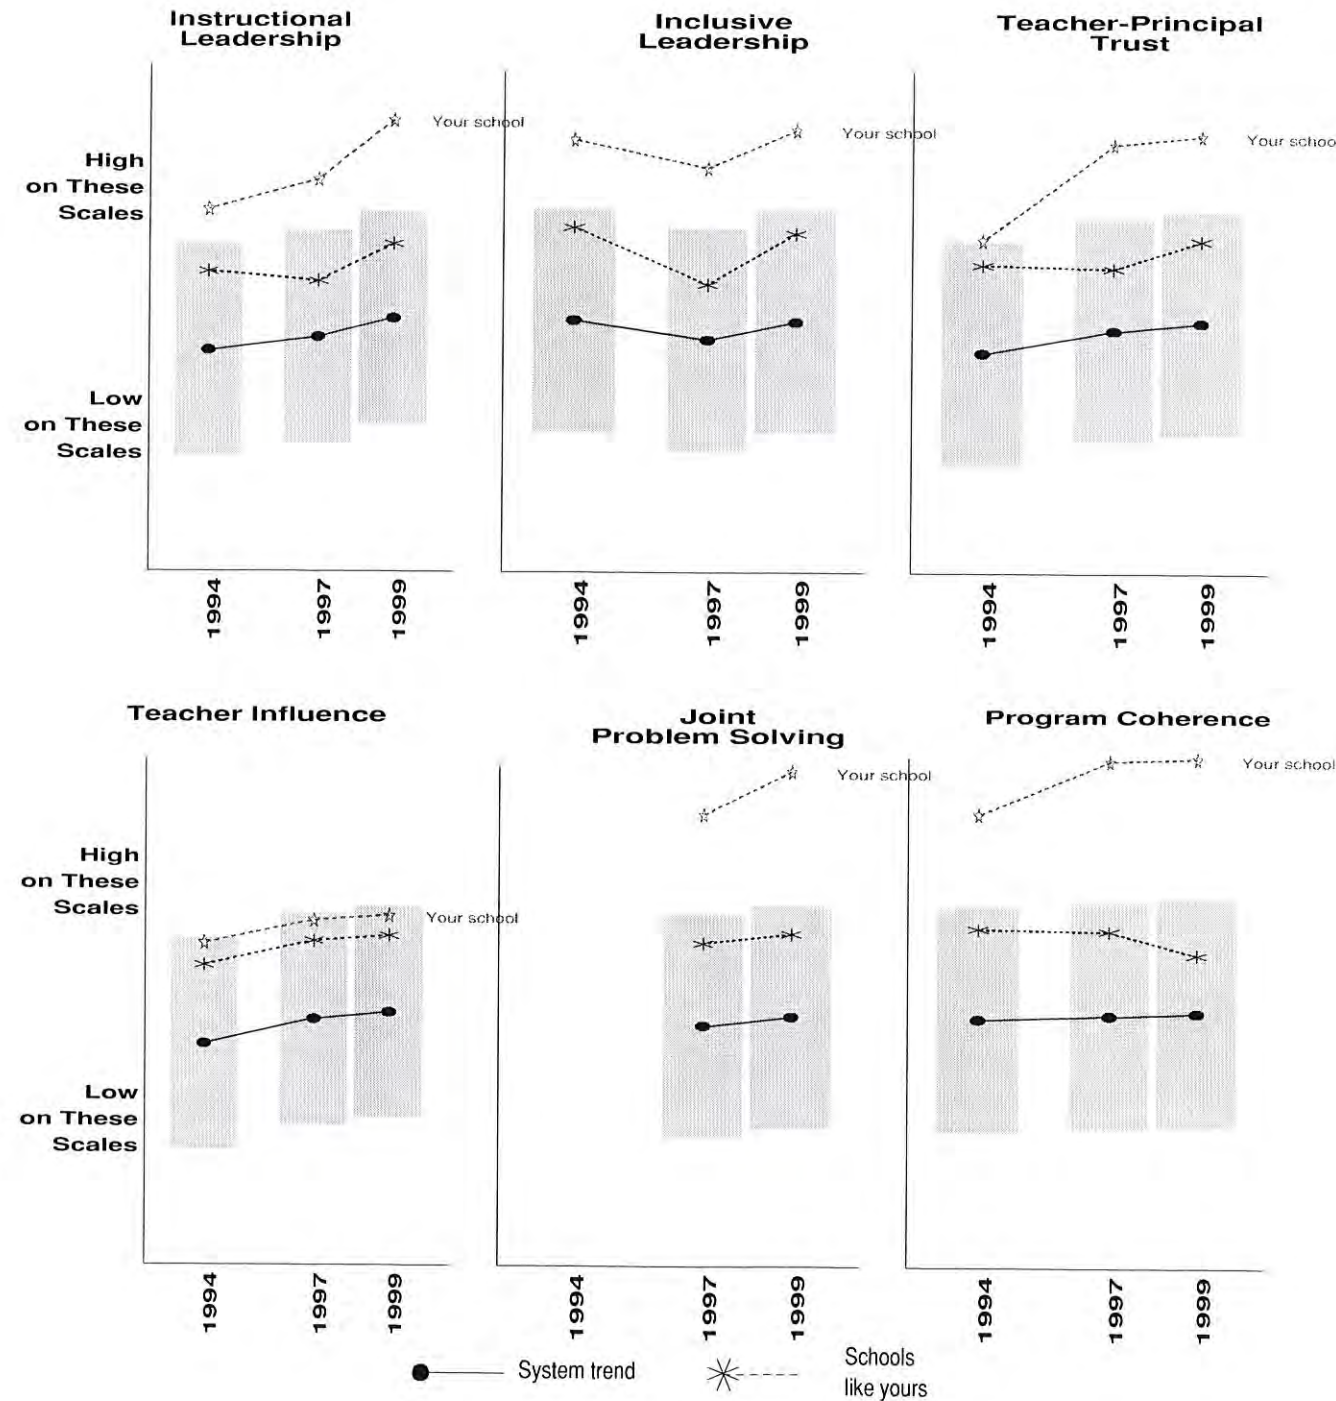 Instructional
Leadership
Inclusive
Leadership
Teacher-Principal
Trust
Your school
Your school
Your schoo
High
on These
Scales
Low
on These
Scales
1994
1997
1999
1994
1997
1999
1994
1997
1999
Teacher Influence
Joint
Problem Solving
Program Coherence
Your school
Your school
Your school
High
on These
Scales
Low
on These
Scales
1994
1997
1999
1994
1997
1999
1994
1997
1999
System trend
Schools
like yours